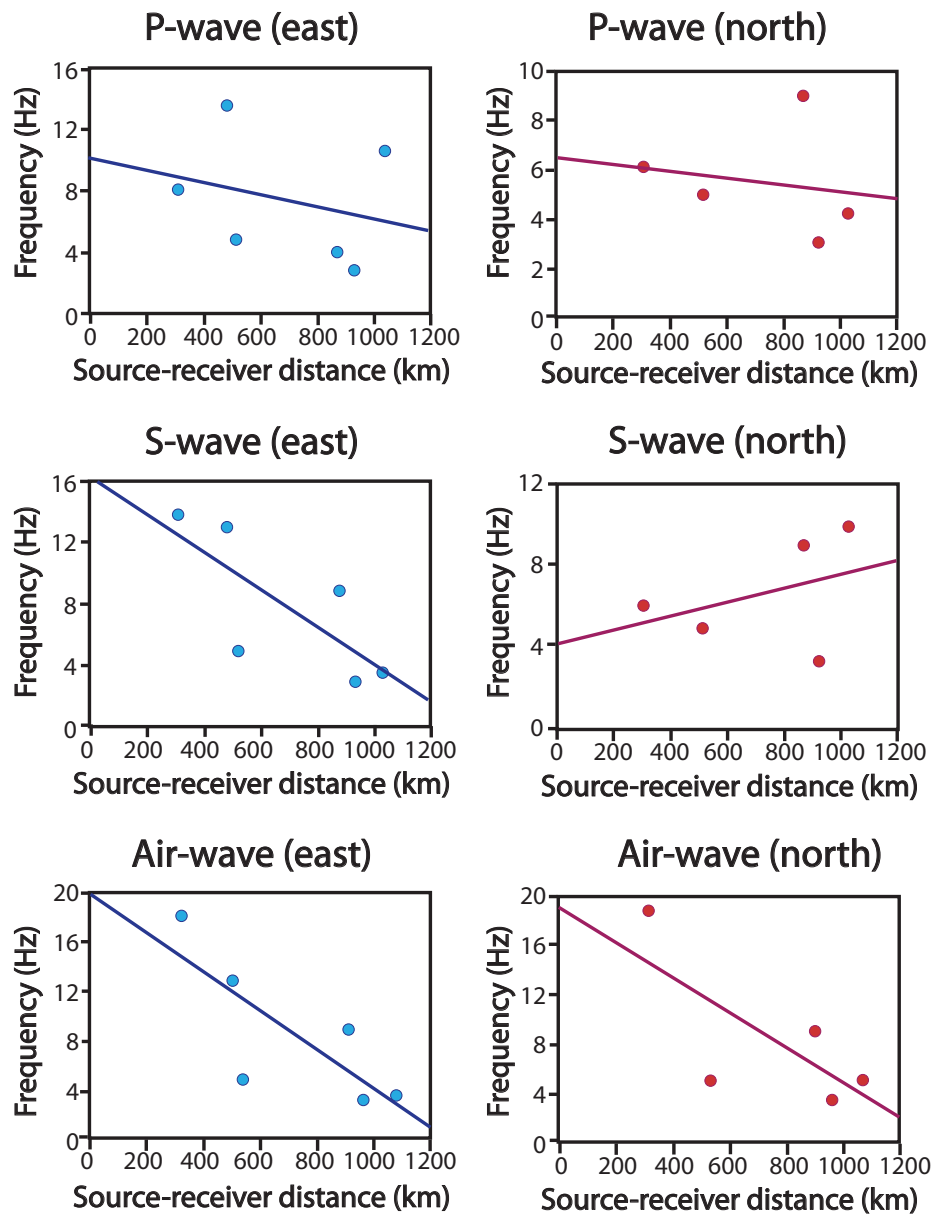 P-wave (east)
Frequency (Hz)
16
12
8
4
0
0 200 400 600 800 1000 1200
Source-receiver distance (km)
P-wave (north)
Frequency (Hz)
10
8
6
4
2
0
0 200 400 600 800 1000 1200
Source-receiver distance (km)
S-wave (east)
Frequency (Hz)
16
12
8
4
0
0 200 400 600 800 1000 1200
Source-receiver distance (km)
S-wave (north)
Frequency (Hz)
12
8
4
0
0 200 400 600 800 1000 1200
Source-receiver distance (km)
Air-wave (east)
Frequency (Hz)
20
16
12
8
4
0
0 200 400 600 800 1000 1200
Source-receiver distance (km)
Air-wave (north)
Frequency (Hz)
20
16
12
8
4
0
0 200 400 600 800 1000 1200
Source-receiver distance (km)